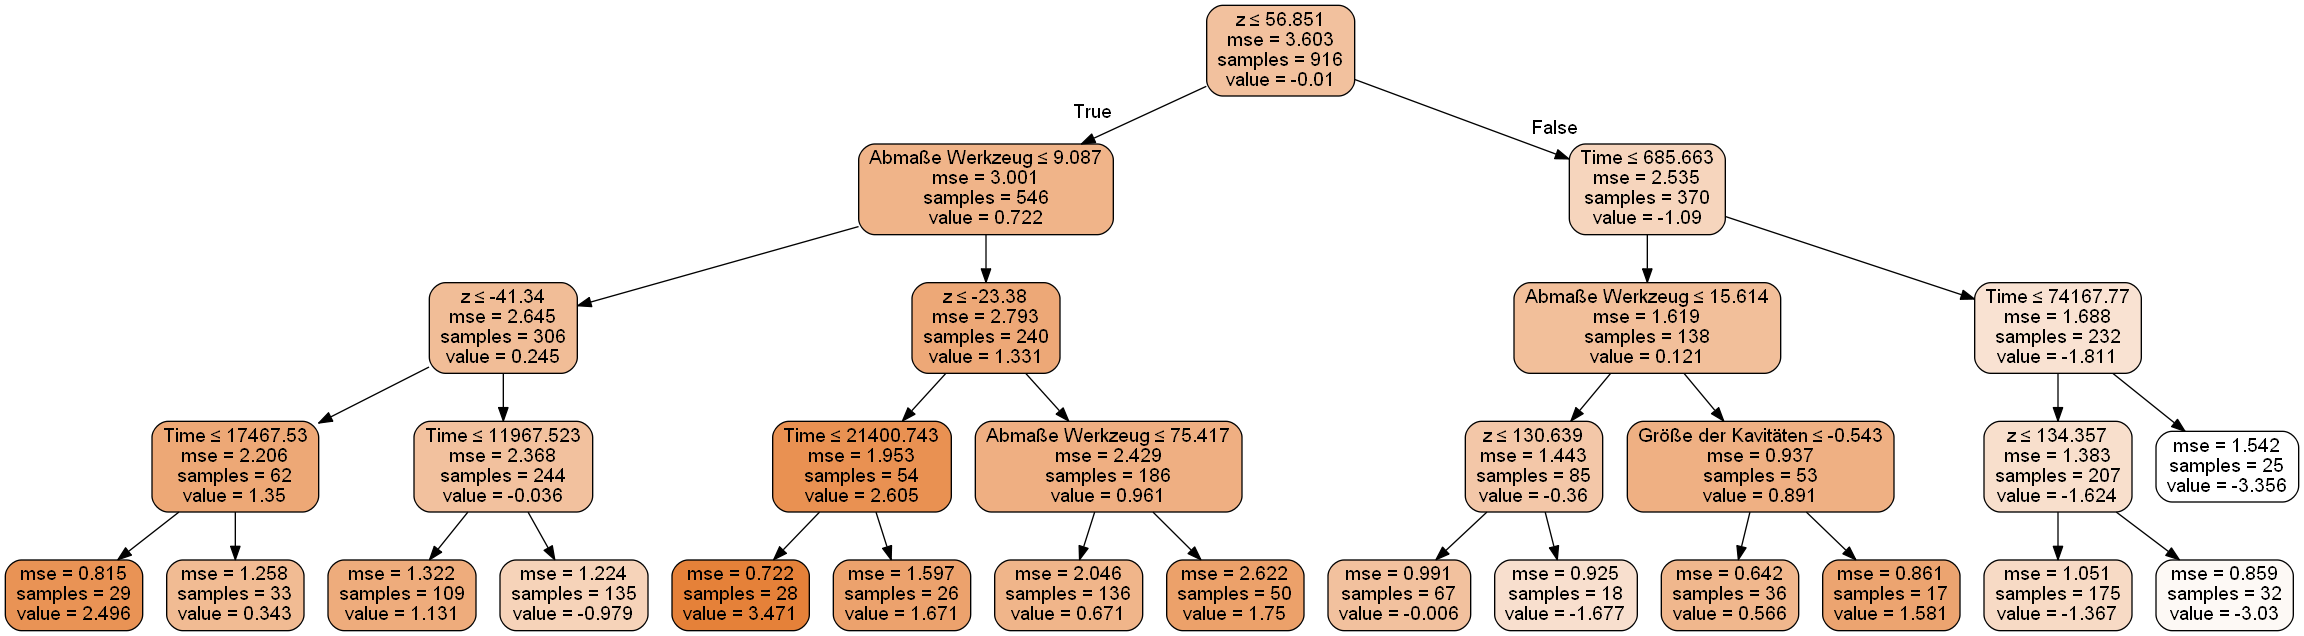 z ≤ 56.851
mse = 3.603
samples = 916
value = -0.01
True
False
Abmaße Werkzeug ≤ 9.087
mse = 3.001
samples = 546
value = 0.722
Time ≤ 685.663
mse = 2.535
samples = 370
value = -1.09
z ≤ -41.34
mse = 2.645
samples = 306
value = 0.245
z ≤ -23.38
mse = 2.793
samples = 240
value = 1.331
Abmaße Werkzeug ≤ 15.614
mse = 1.619
samples = 138
value = 0.121
Time ≤ 74167.77
mse = 1.688
samples = 232
value = -1.811
Time ≤ 17467.53
mse = 2.206
samples = 62
value = 1.35
Time ≤ 11967.523
mse = 2.368
samples = 244
value = -0.036
Time ≤ 21400.743
mse = 1.953
samples = 54
value = 2.605
Abmaße Werkzeug ≤ 75.417
mse = 2.429
samples = 186
value = 0.961
z ≤ 130.639
mse = 1.443
samples = 85
value = -0.36
Größe der Kavitäten ≤ -0.543
mse = 0.937
samples = 53
value = 0.891
z ≤ 134.357
mse = 1.383
samples = 207
value = -1.624
mse = 1.542
samples = 25
value = -3.356
mse = 0.815
samples = 29
value = 2.496
mse = 1.258
samples = 33
value = 0.343
mse = 1.322
samples = 109
value = 1.131
mse = 1.224
samples = 135
value = -0.979
mse = 0.722
samples = 28
value = 3.471
mse = 1.597
samples = 26
value = 1.671
mse = 2.046
samples = 136
value = 0.671
mse = 2.622
samples = 50
value = 1.75
mse = 0.991
samples = 67
value = -0.006
mse = 0.925
samples = 18
value = -1.677
mse = 0.642
samples = 36
value = 0.566
mse = 0.861
samples = 17
value = 1.581
mse = 1.051
samples = 175
value = -1.367
mse = 0.859
samples = 32
value = -3.03